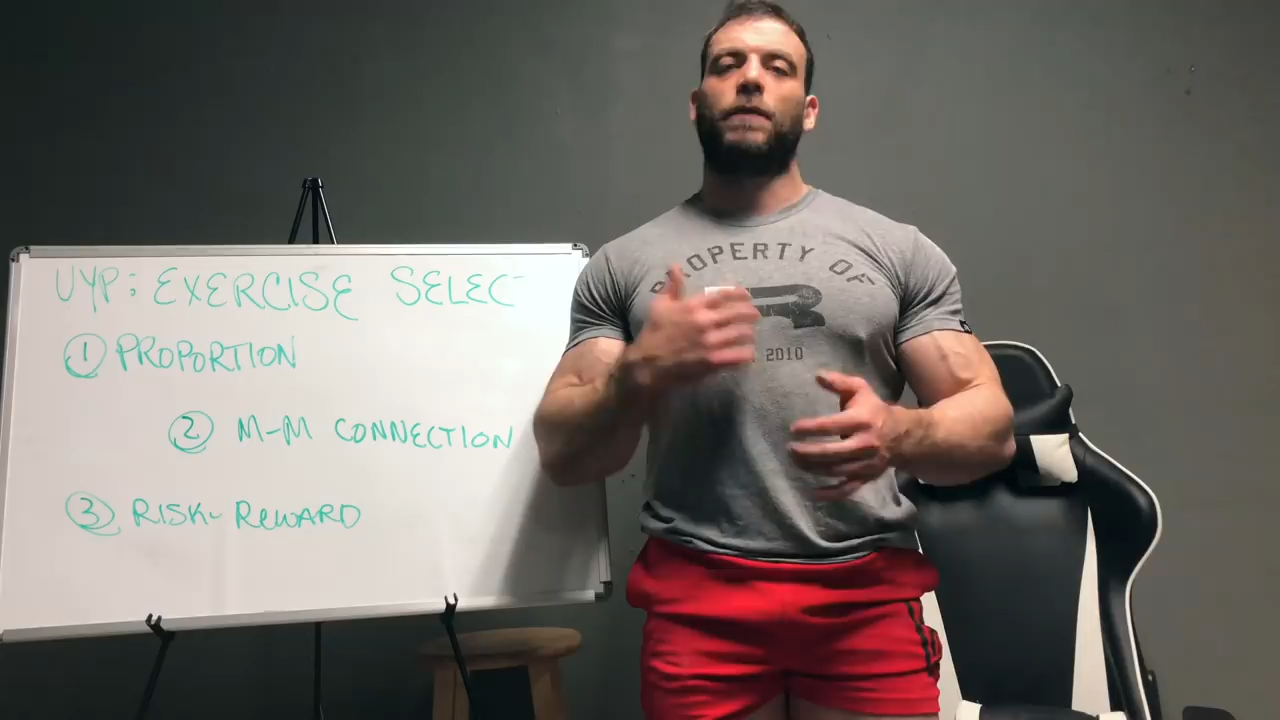 UYP: EXERCISE SELEC
① PROPORTION
② M-M CONNECTION
③ RISK-REWARD
PROPERTY OF
R
2010